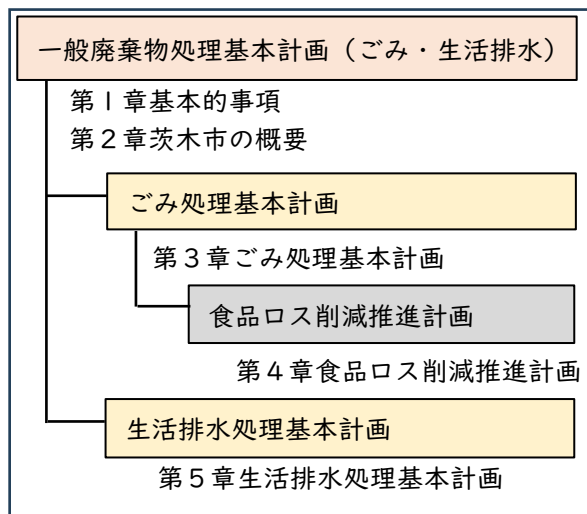 一般廃棄物処理基本計画（ごみ・生活排水）
第１章基本的事項
第２章茨木市の概要
ごみ処理基本計画
第３章ごみ処理基本計画
食品ロス削減推進計画
第４章食品ロス削減推進計画
生活排水処理基本計画
第５章生活排水処理基本計画